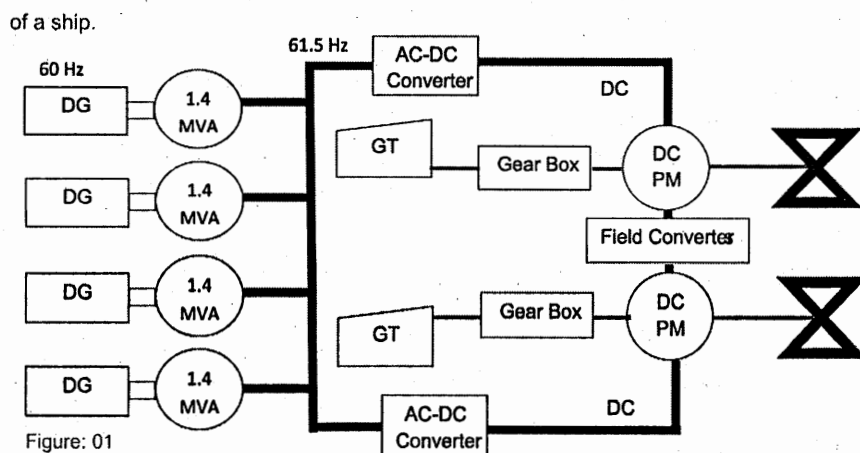 of a ship.
61.5 Hz
AC-DC
Converter
60 Hz
DC
DG
1.4
MVA
GT
Gear Box
DC
PM
DG
1.4
MVA
Field Converters
DG
1.4
MVA
Gear Box
DC
PM
GT
DG
1.4
MVA
AC-DC
Converter
DC
Figure: 01